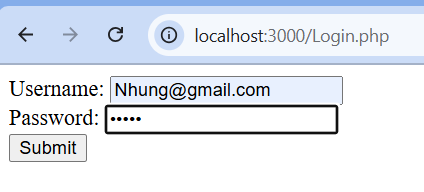 localhost:3000/Login.php
Username: Nhung@gmail.com
Password: •••••
Submit